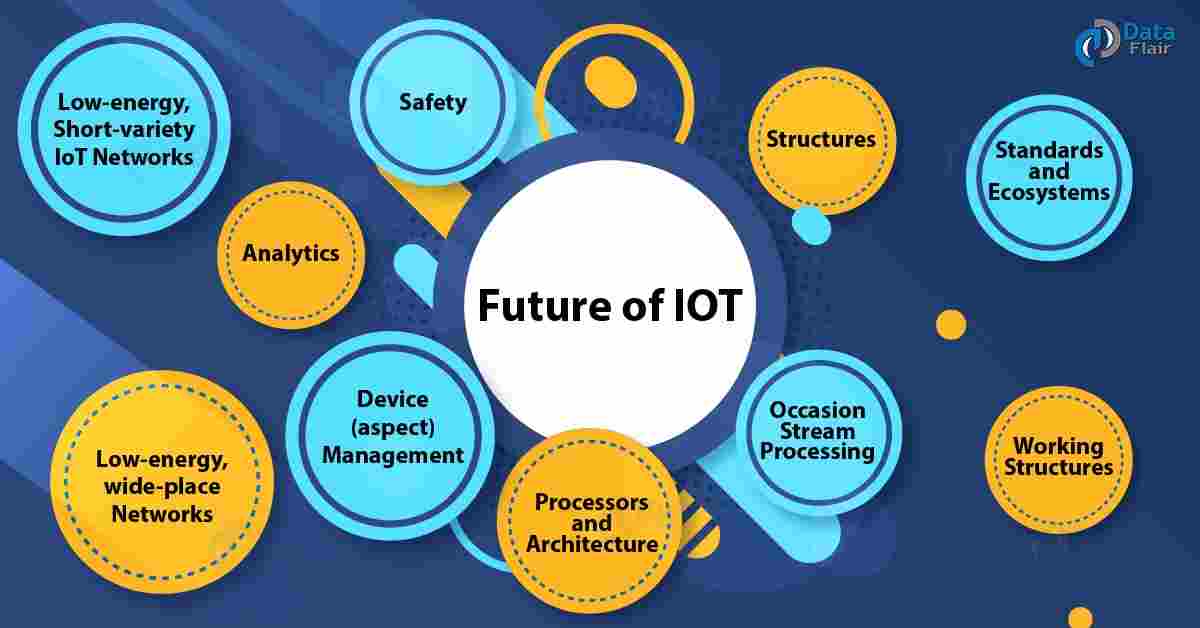 Data
Flair
Low-energy,
Short-variety
IoT Networks
Safety
Structures
Standards
and
Ecosystems
Analytics
Future of IOT
Device
(aspect)
Management
Occasion
Stream
Processing
Low-energy,
wide-place
Networks
Processors
and
Architecture
Working
Structures